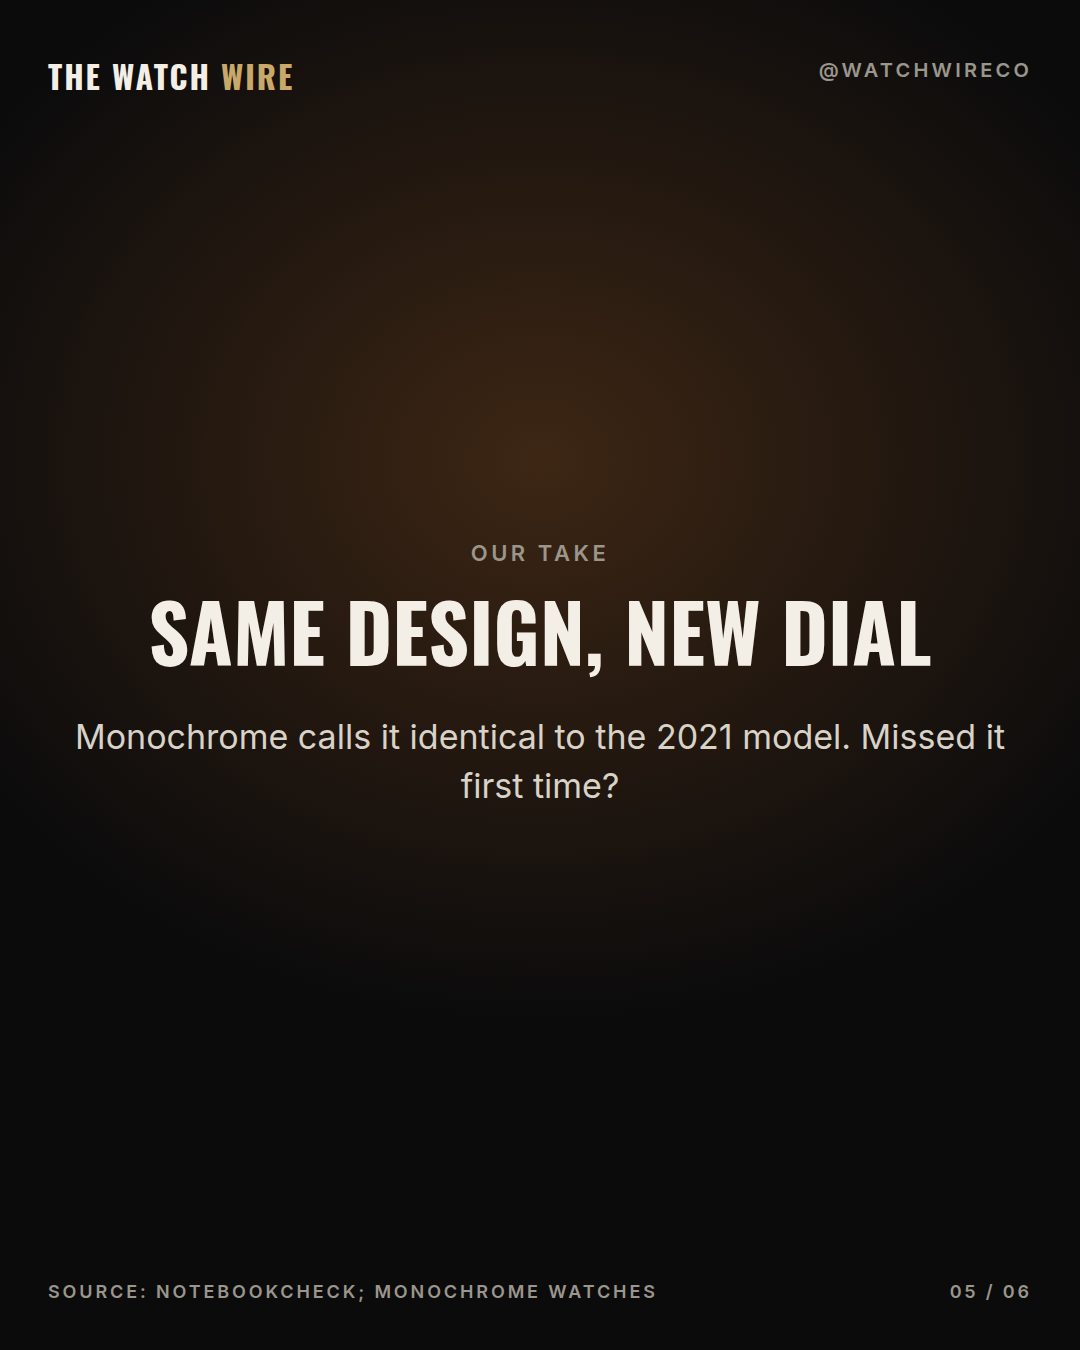 THE WATCH WIRE
@WATCHWIRECO
OUR TAKE
SAME DESIGN, NEW DIAL
Monochrome calls it identical to the 2021 model. Missed it
first time?
SOURCE: NOTEBOOKCHECK; MONOCHROME WATCHES
05 / 06